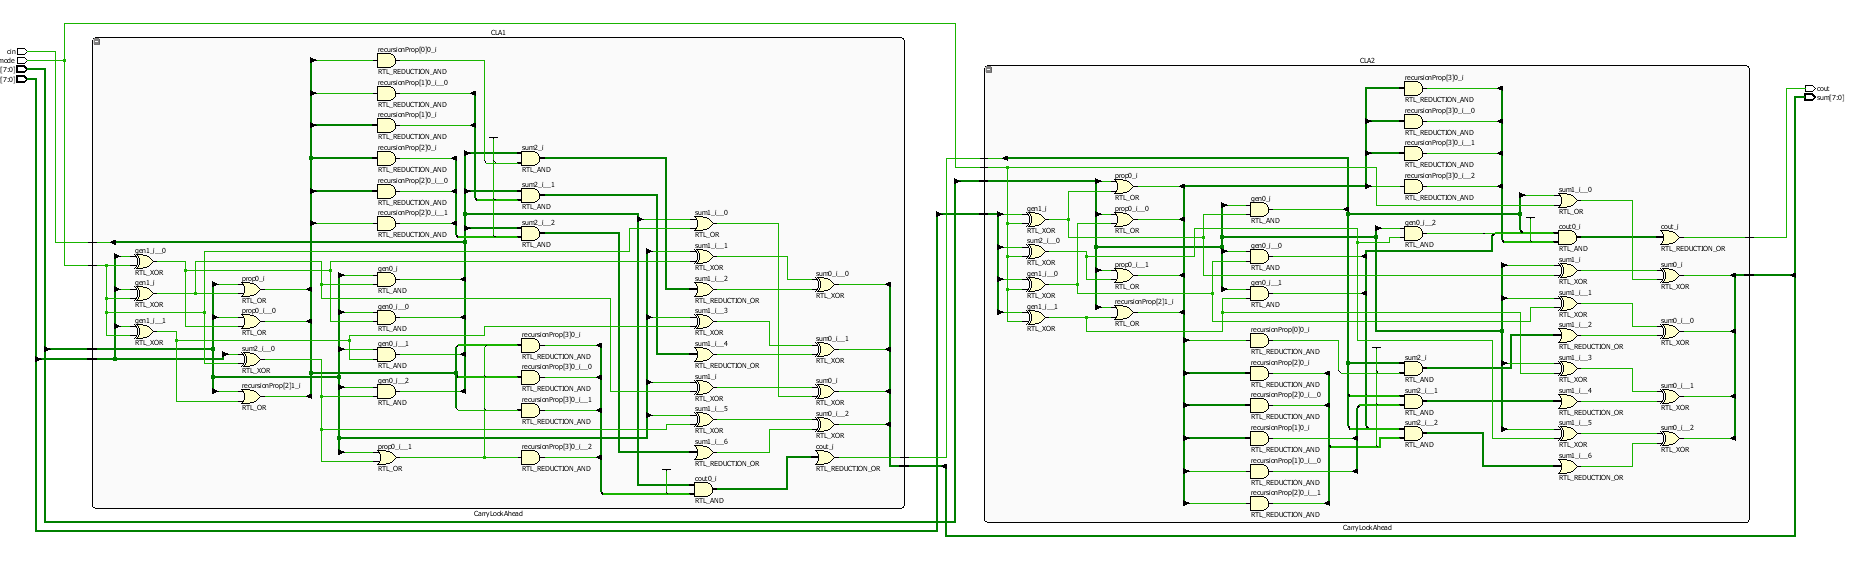 CLA1
cin
mode
[7:0]
[7:0]
recursionProp[0]0_i
RTL_REDUCTION_AND
recursionProp[1]0_i__0
RTL_REDUCTION_AND
recursionProp[1]0_i
RTL_REDUCTION_AND
recursionProp[2]0_i
RTL_REDUCTION_AND
recursionProp[2]0_i__0
RTL_REDUCTION_AND
recursionProp[2]0_i__1
RTL_REDUCTION_AND
gen1_i__0
RTL_XOR
gen1_i
RTL_XOR
gen1_i__1
RTL_XOR
prop0_i
RTL_OR
prop0_i__0
RTL_OR
sum2_i__0
RTL_XOR
recursionProp[2]1_i
RTL_OR
gen0_i
RTL_AND
gen0_i__0
RTL_AND
gen0_i__1
RTL_AND
gen0_i__2
RTL_AND
prop0_i__1
RTL_OR
sum2_i
RTL_AND
sum2_i__1
RTL_AND
sum2_i__2
RTL_AND
recursionProp[3]0_i
RTL_REDUCTION_AND
recursionProp[3]0_i__0
RTL_REDUCTION_AND
recursionProp[3]0_i__1
RTL_REDUCTION_AND
recursionProp[3]0_i__2
RTL_REDUCTION_AND
sum1_i__0
RTL_OR
sum1_i__1
RTL_XOR
sum1_i__2
RTL_REDUCTION_OR
sum1_i__3
RTL_XOR
sum1_i__4
RTL_REDUCTION_OR
sum1_i
RTL_XOR
sum1_i__5
RTL_XOR
sum1_i__6
RTL_REDUCTION_OR
cout0_i
RTL_AND
sum0_i__0
RTL_XOR
sum0_i__1
RTL_XOR
sum0_i
RTL_XOR
sum0_i__2
RTL_XOR
cout_i
RTL_REDUCTION_OR
CarryLookAhead
CLA2
gen1_i
RTL_XOR
sum2_i__0
RTL_XOR
gen1_i__0
RTL_XOR
gen1_i__1
RTL_XOR
prop0_i
RTL_OR
prop0_i__0
RTL_OR
prop0_i__1
RTL_OR
recursionProp[2]1_i
RTL_OR
gen0_i
RTL_AND
gen0_i__0
RTL_AND
gen0_i__1
RTL_AND
recursionProp[0]0_i
RTL_REDUCTION_AND
recursionProp[2]0_i
RTL_REDUCTION_AND
recursionProp[2]0_i__0
RTL_REDUCTION_AND
recursionProp[1]0_i
RTL_REDUCTION_AND
recursionProp[1]0_i__0
RTL_REDUCTION_AND
recursionProp[2]0_i__1
RTL_REDUCTION_AND
recursionProp[3]0_i
RTL_REDUCTION_AND
recursionProp[3]0_i__0
RTL_REDUCTION_AND
recursionProp[3]0_i__1
RTL_REDUCTION_AND
recursionProp[3]0_i__2
RTL_REDUCTION_AND
gen0_i__2
RTL_AND
sum2_i
RTL_AND
sum2_i__1
RTL_AND
sum2_i__2
RTL_AND
sum1_i__0
RTL_OR
cout0_i
RTL_AND
sum1_i
RTL_XOR
sum1_i__1
RTL_XOR
sum1_i__2
RTL_REDUCTION_OR
sum1_i__3
RTL_XOR
sum1_i__4
RTL_REDUCTION_OR
sum1_i__5
RTL_XOR
sum1_i__6
RTL_REDUCTION_OR
cout_i
RTL_REDUCTION_OR
sum0_i
RTL_XOR
sum0_i__0
RTL_XOR
sum0_i__1
RTL_XOR
sum0_i__2
RTL_XOR
CarryLookAhead
cout
sum[7:0]